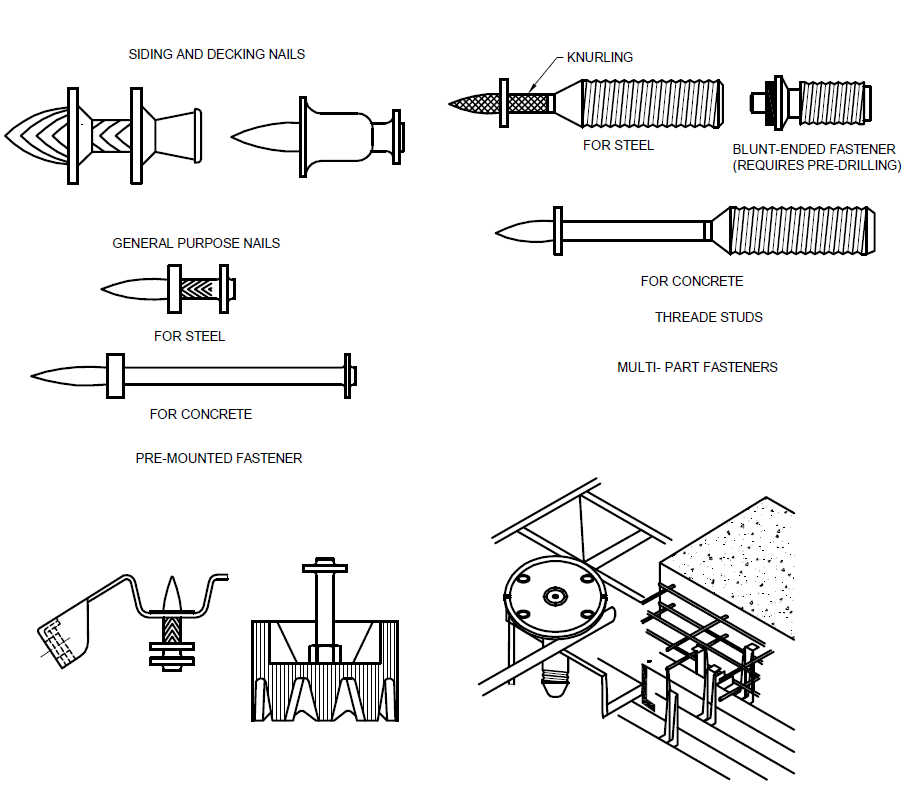 SIDING AND DECKING NAILS
KNURLING
FOR STEEL
BLUNT-ENDED FASTENER
(REQUIRES PRE-DRILLING)
GENERAL PURPOSE NAILS
FOR STEEL
FOR CONCRETE
THREADE STUDS
MULTI- PART FASTENERS
FOR CONCRETE
PRE-MOUNTED FASTENER